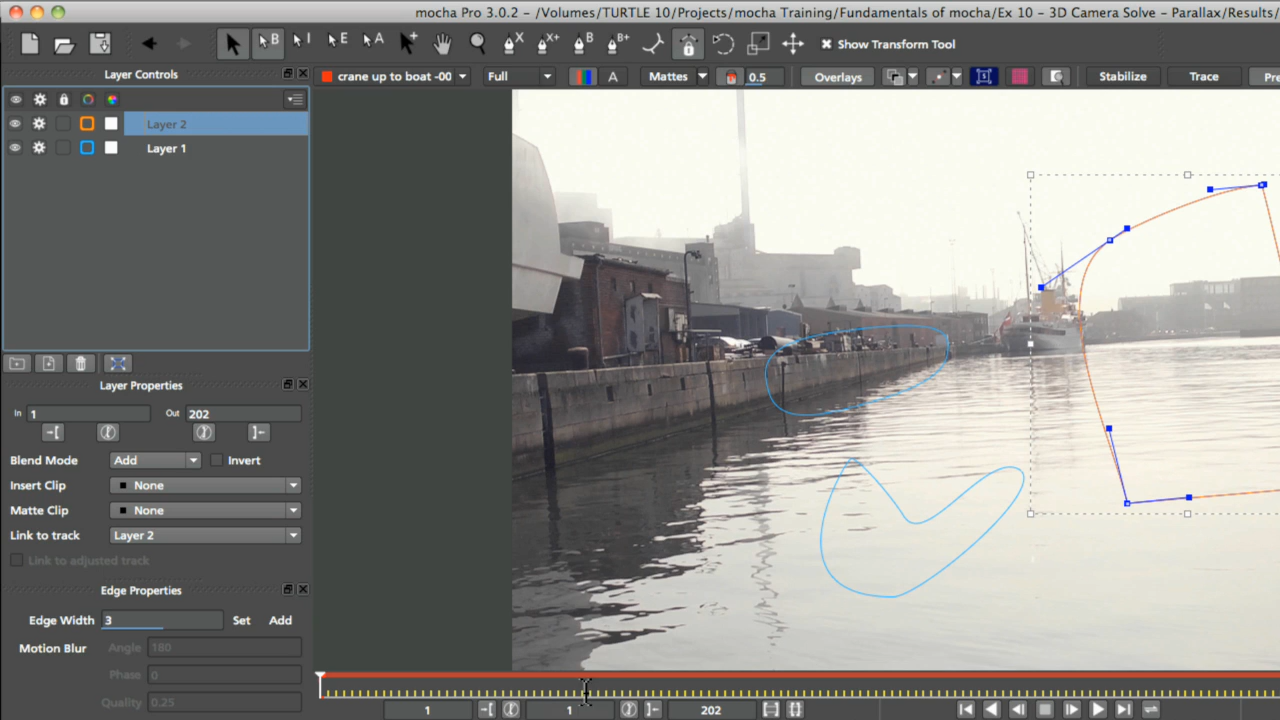 mocha Pro 3.0.2 - /Volumes/TURTLE 10/Projects/mocha Training/Fundamentals of mocha/Ex 10 - 3D Camera Solve - Parallax/Results/
B I E A X X+ B B+ Show Transform Tool
Layer Controls
crane up to boat -00 Full A Mattes 0.5 Overlays Stabilize Trace
Layer 2
Layer 1
Layer Properties
In 1 Out 202
Blend Mode Add Invert
Insert Clip None
Matte Clip None
Link to track Layer 2
Link to adjusted track
Edge Properties
Edge Width 3 Set Add
Motion Blur Angle 180
Phase 0
Quality 0.25
1 1 202